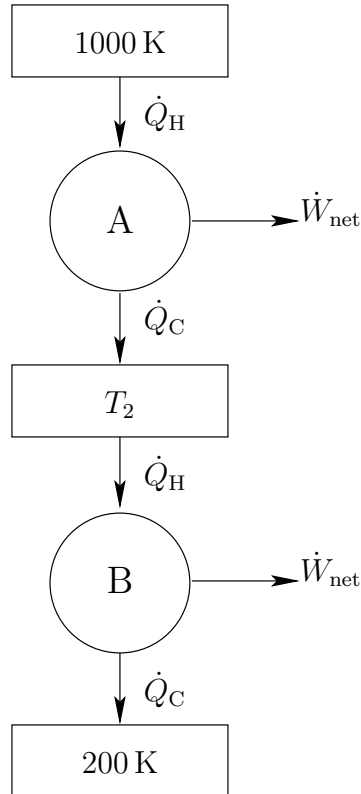 1000 K
Q̇_H
A
Ẇ_net
Q̇_C
T_2
Q̇_H
B
Ẇ_net
Q̇_C
200 K